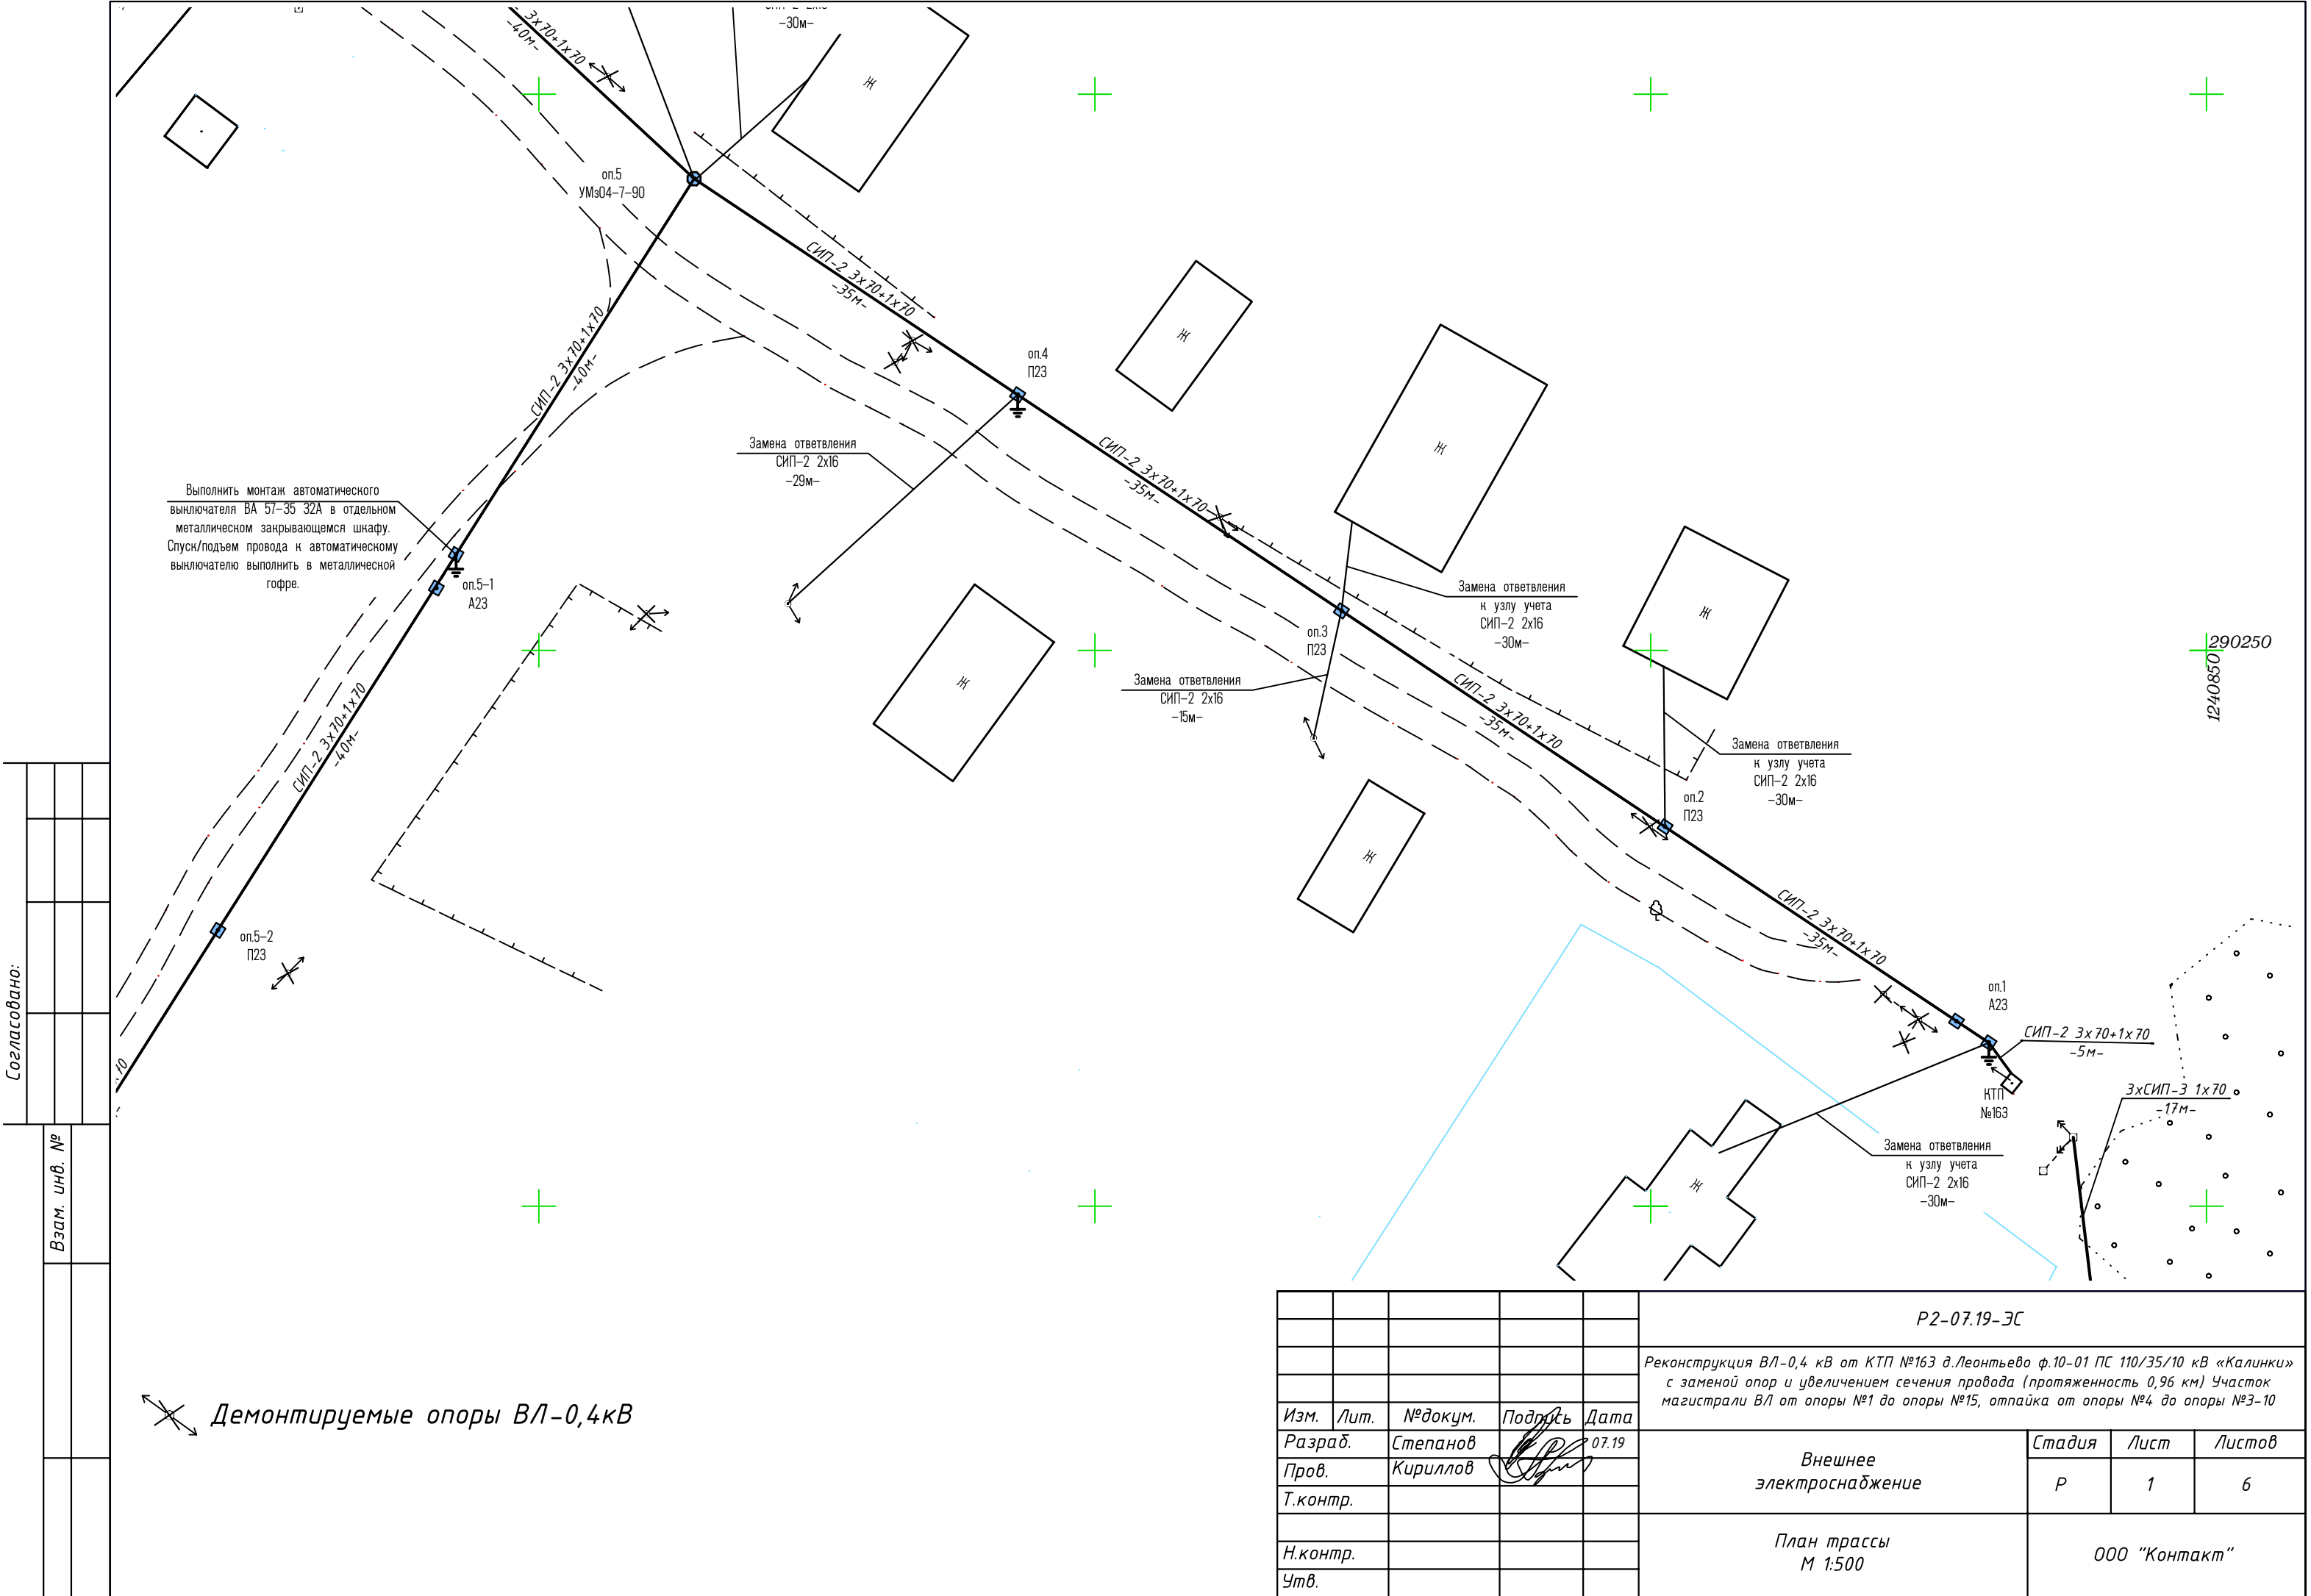 3х70+1х70
-40м-
-30м-
Ж
оп.5
УМз04-7-90
СИП-2 3х70+1х70
-35м-
Ж
оп.4
П23
СИП-2 3х70+1х70
-40м-
Ж
Замена ответвления
СИП-2 2х16
-29м-
СИП-2 3х70+1х70
-35м-
Выполнить монтаж автоматического
выключателя ВА 57-35 32А в отдельном
металлическом закрывающемся шкафу.
Спуск/подъем провода к автоматическому
выключателю выполнить в металлической
гофре.
оп.5-1
А23
Замена ответвления
к узлу учета
СИП-2 2х16
-30м-
Ж
оп.3
П23
290250
1240850
Ж
Замена ответвления
СИП-2 2х16
-15м-
СИП-2 3х70+1х70
-35м-
СИП-2 3х70+1х70
-40м-
Замена ответвления
к узлу учета
СИП-2 2х16
-30м-
оп.2
П23
Ж
оп.5-2
П23
СИП-2 3х70+1х70
-35м-
оп.1
А23
СИП-2 3х70+1х70
-5м-
КТП
№163
3хСИП-3 1х70
-17м-
Замена ответвления
к узлу учета
СИП-2 2х16
-30м-
Ж
Согласовано:
Взам. инв. №
Демонтируемые опоры ВЛ-0,4кВ
Р2-07.19-ЭС
Реконструкция ВЛ-0,4 кВ от КТП №163 д.Леонтьево ф.10-01 ПС 110/35/10 кВ «Калинки»
с заменой опор и увеличением сечения провода (протяженность 0,96 км) Участок
магистрали ВЛ от опоры №1 до опоры №15, отпайка от опоры №4 до опоры №3-10
Изм. Лит. №докум. Подпись Дата
Разраб. Степанов 07.19
Пров. Кириллов
Т.контр.
Н.контр.
Утв.
Внешнее
электроснабжение
Стадия Лист Листов
Р 1 6
План трассы
М 1:500
ООО "Контакт"